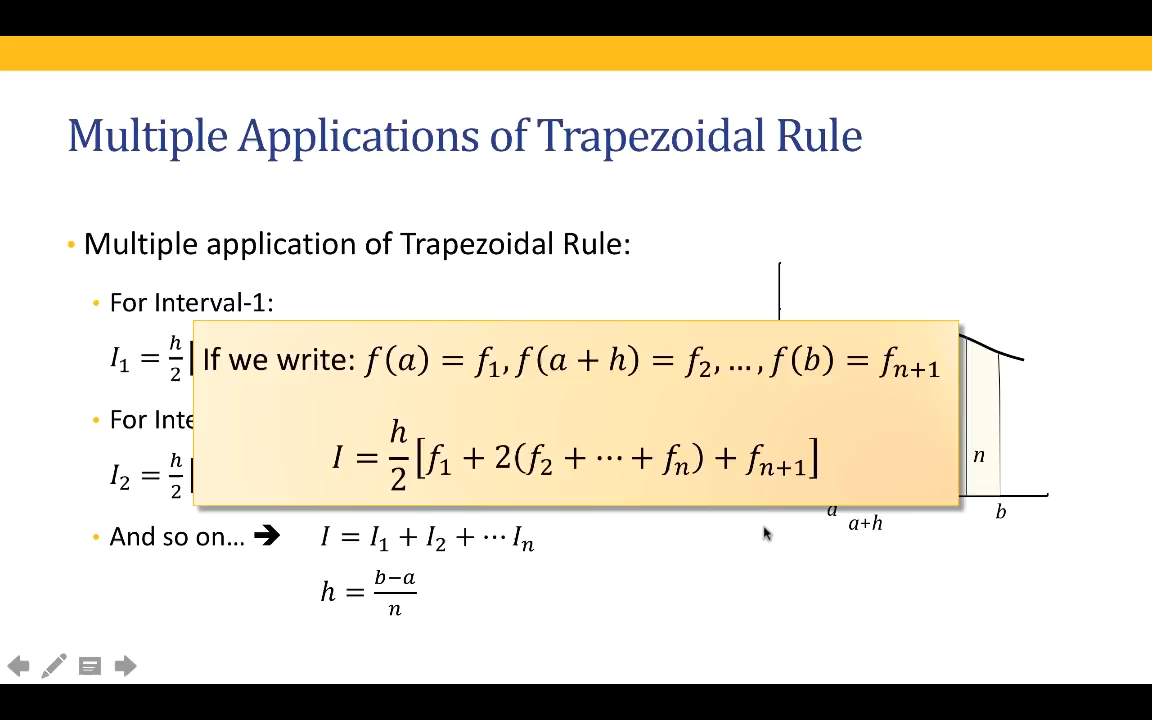 Multiple Applications of Trapezoidal Rule
• Multiple application of Trapezoidal Rule:
• For Interval-1:
I₁ = h/2 [
If we write: f(a) = f₁, f(a + h) = f₂, …, f(b) = fₙ₊₁
• For Inte
I = h/2 [f₁ + 2(f₂ + ⋯ + fₙ) + fₙ₊₁]
I₂ = h/2 [
n
a
a+h
b
• And so on… ➔ I = I₁ + I₂ + ⋯ Iₙ
h = b−a/n